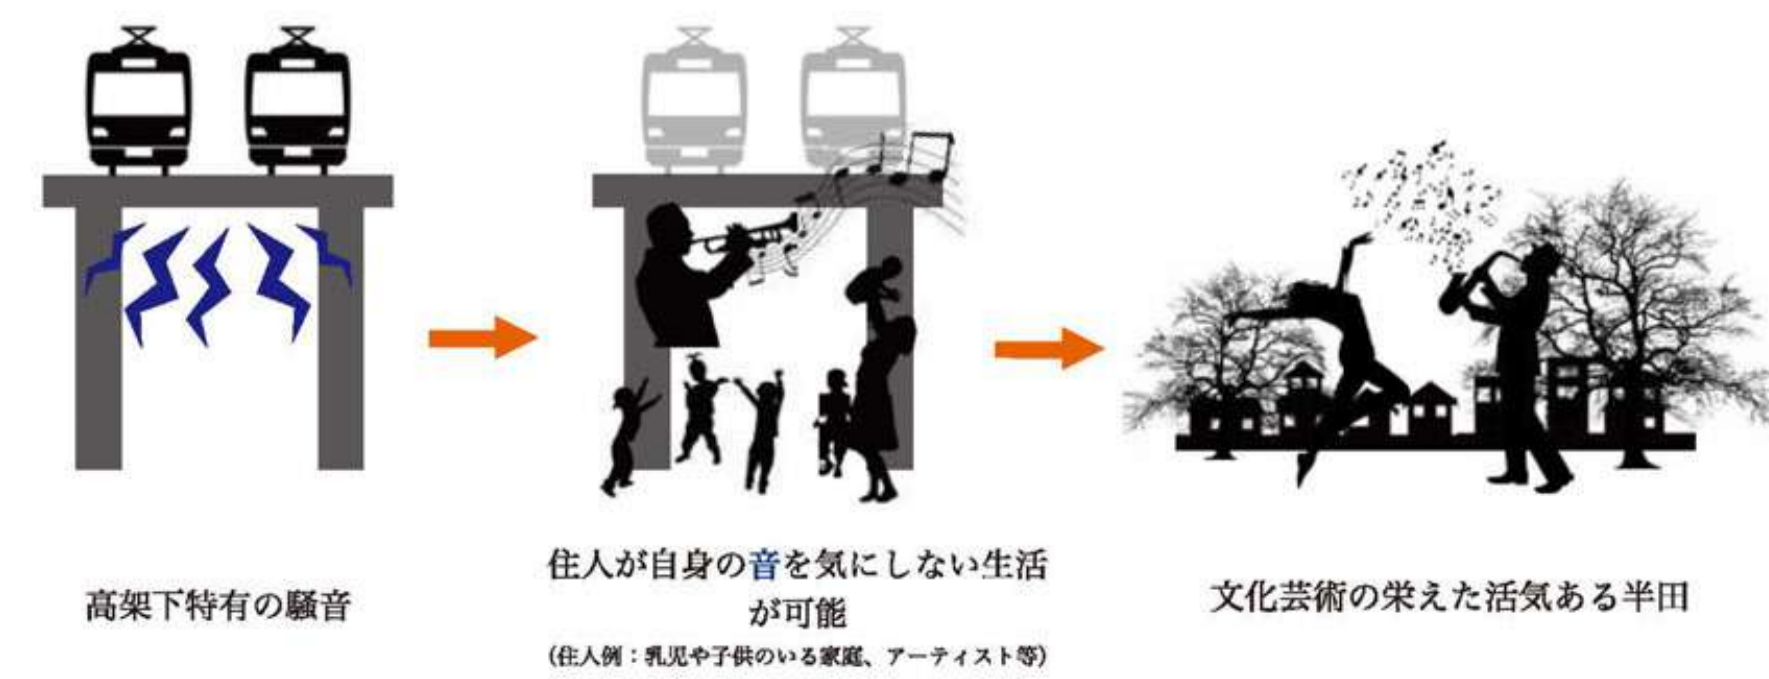 高架下特有の騒音
住人が自身の音を気にしない生活
が可能
(住人例：乳児や子供のいる家庭、アーティスト等)
文化芸術の栄えた活気ある半田